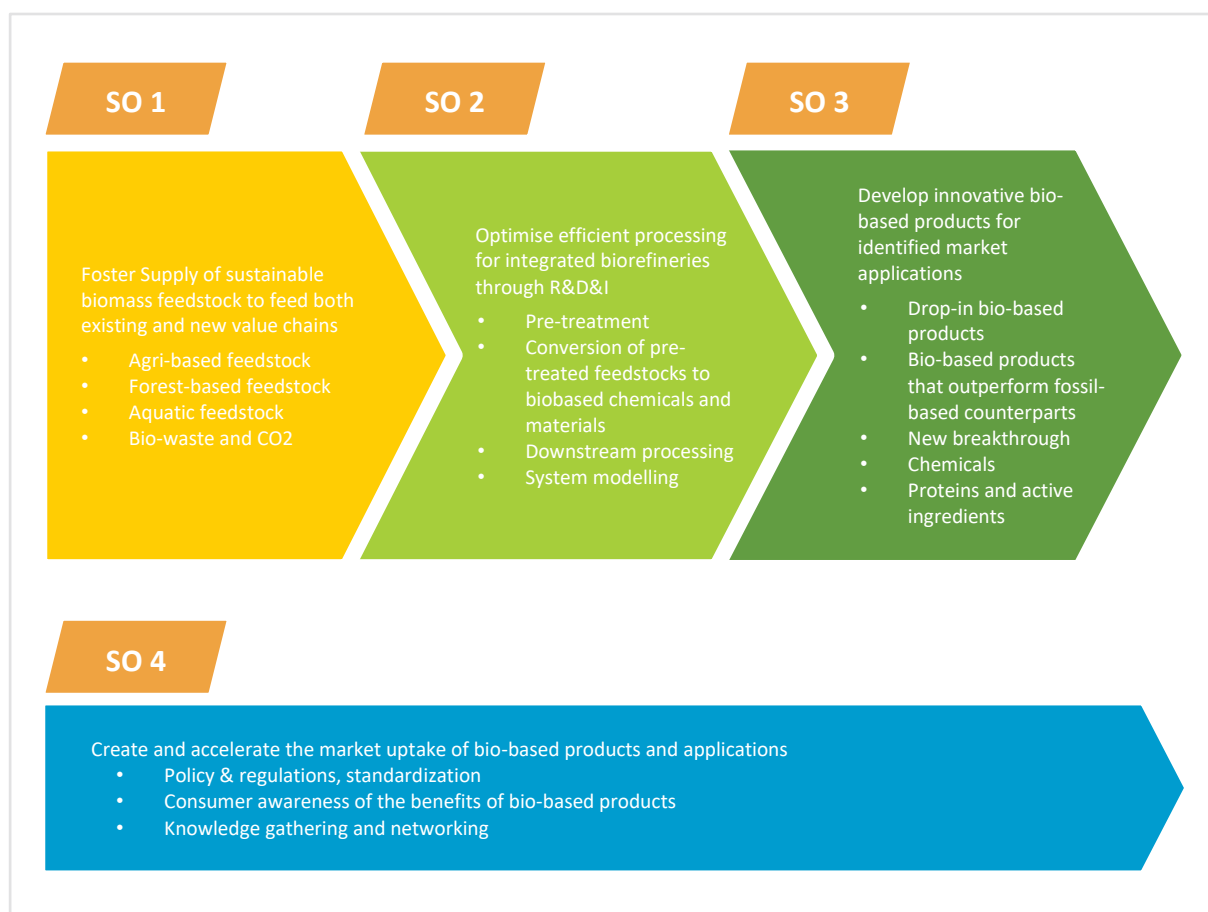 SO 1
Foster Supply of sustainable
biomass feedstock to feed both
existing and new value chains
• Agri-based feedstock
• Forest-based feedstock
• Aquatic feedstock
• Bio-waste and CO2
SO 2
Optimise efficient processing
for integrated biorefineries
through R&D&I
• Pre-treatment
• Conversion of pre-
treated feedstocks to
biobased chemicals and
materials
• Downstream processing
• System modelling
SO 3
Develop innovative bio-
based products for
identified market
applications
• Drop-in bio-based
products
• Bio-based products
that outperform fossil-
based counterparts
• New breakthrough
• Chemicals
• Proteins and active
ingredients
SO 4
Create and accelerate the market uptake of bio-based products and applications
• Policy & regulations, standardization
• Consumer awareness of the benefits of bio-based products
• Knowledge gathering and networking